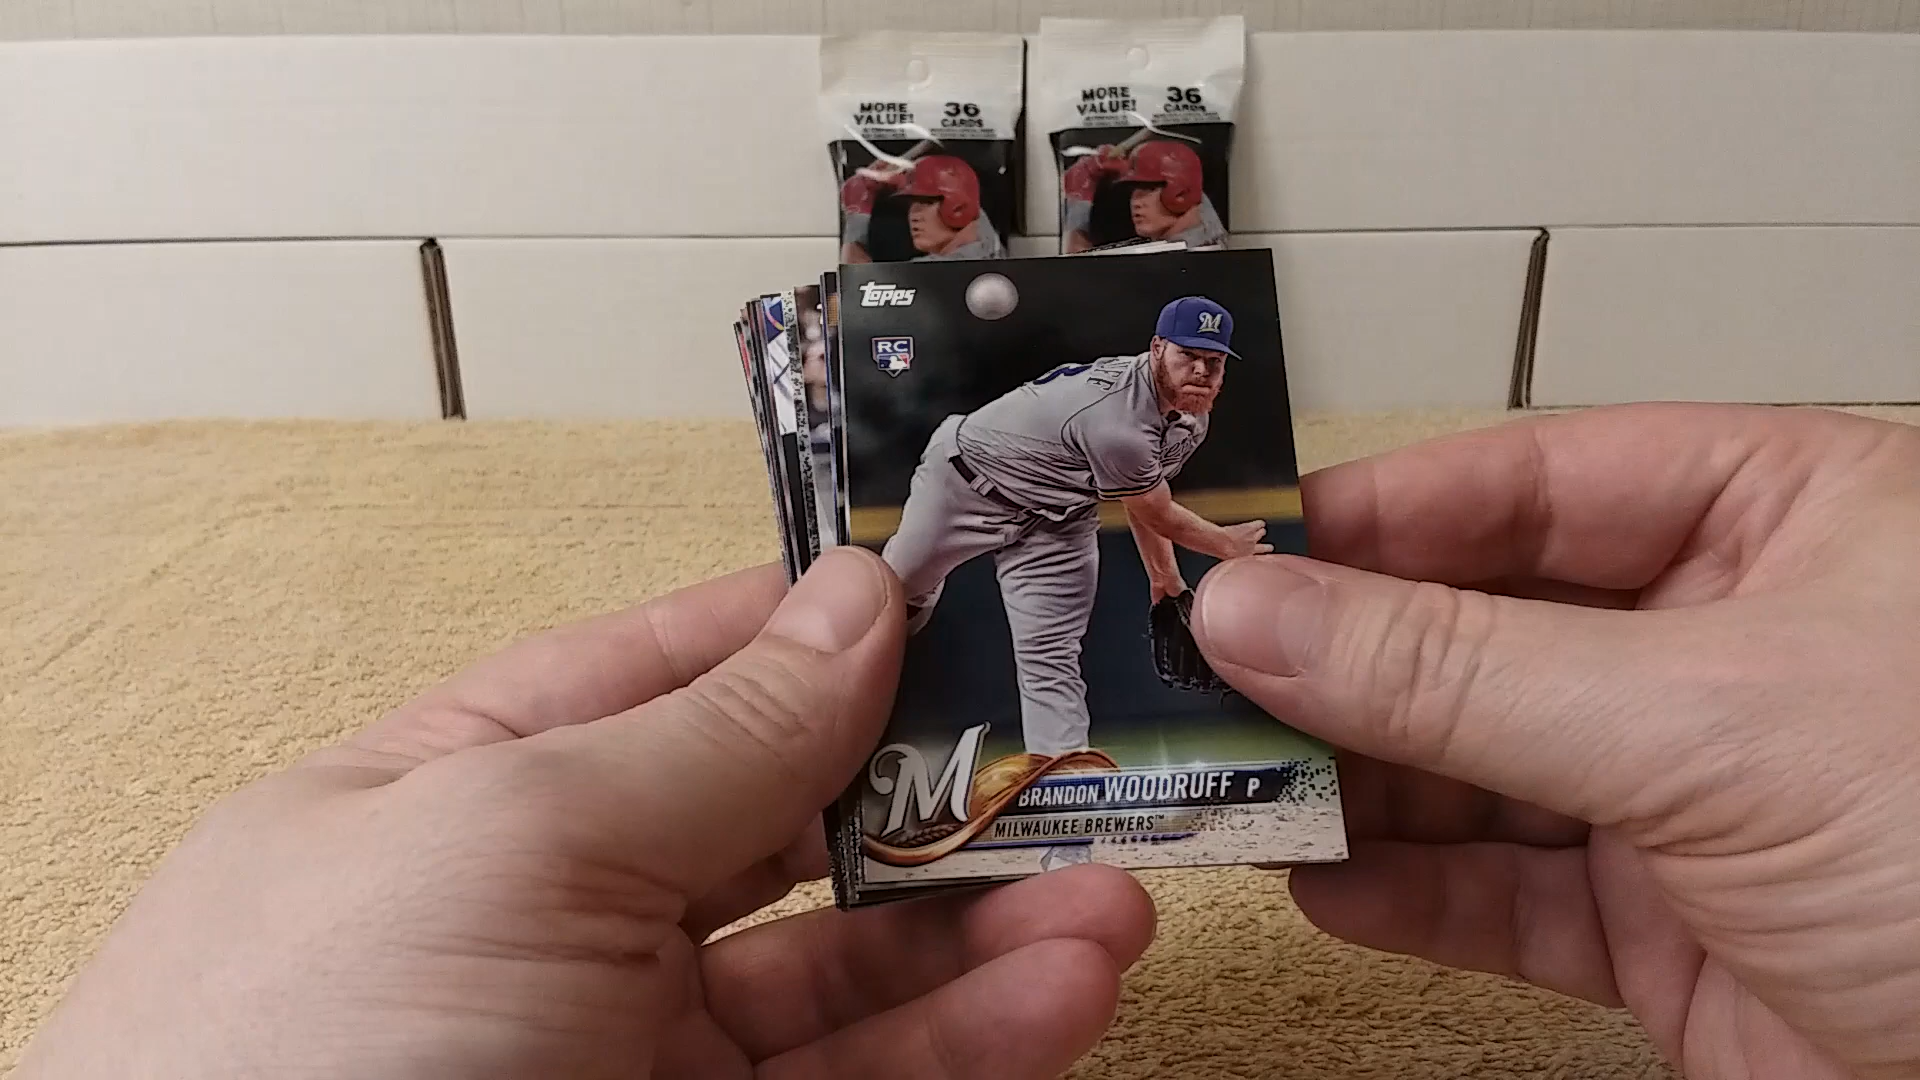 MORE
VALUE!
36
CARDS
MORE
VALUE!
36
CARDS
topps
RC
M
M
BRANDON WOODRUFF P
MILWAUKEE BREWERS™